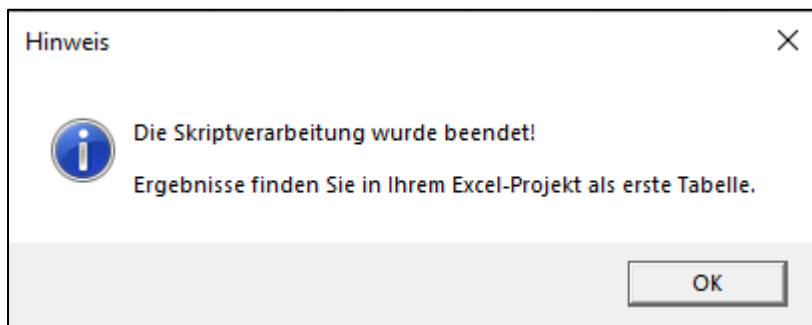 Hinweis
Die Skriptverarbeitung wurde beendet!
Ergebnisse finden Sie in Ihrem Excel-Projekt als erste Tabelle.
OK